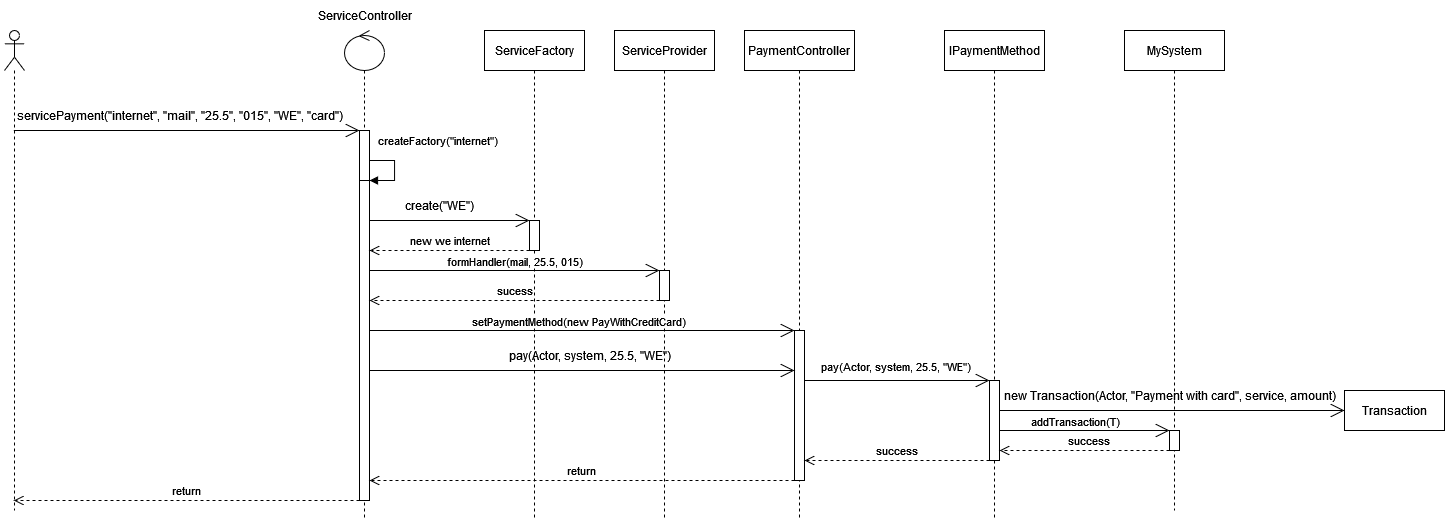 ServiceController
ServiceFactory
ServiceProvider
PaymentController
IPaymentMethod
MySystem
servicePayment("internet", "mail", "25.5", "015", "WE", "card")
createFactory("internet")
create("WE")
new we internet
formHandler(mail, 25.5, 015)
sucess
setPaymentMethod(new PayWithCreditCard)
pay(Actor, system, 25.5, "WE")
pay(Actor, system, 25.5, "WE")
new Transaction(Actor, "Payment with card", service, amount)
Transaction
addTransaction(T)
success
success
return
return